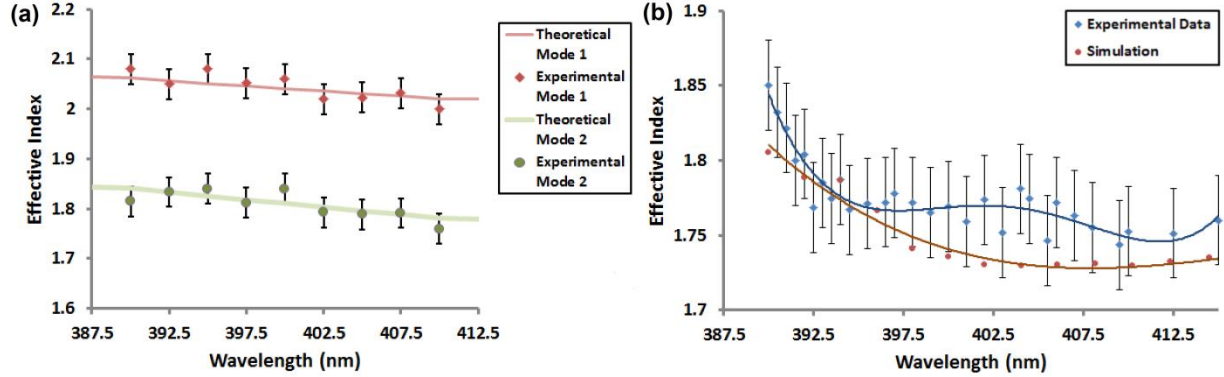 (a)
2.2
2.1
2
1.9
1.8
1.7
1.6
Effective Index
387.5 392.5 397.5 402.5 407.5 412.5
Wavelength (nm)
Theoretical
Mode 1
Experimental
Mode 1
Theoretical
Mode 2
Experimental
Mode 2
(b)
1.9
1.85
1.8
1.75
1.7
Effective Index
387.5 392.5 397.5 402.5 407.5 412.5
Wavelength (nm)
Experimental Data
Simulation